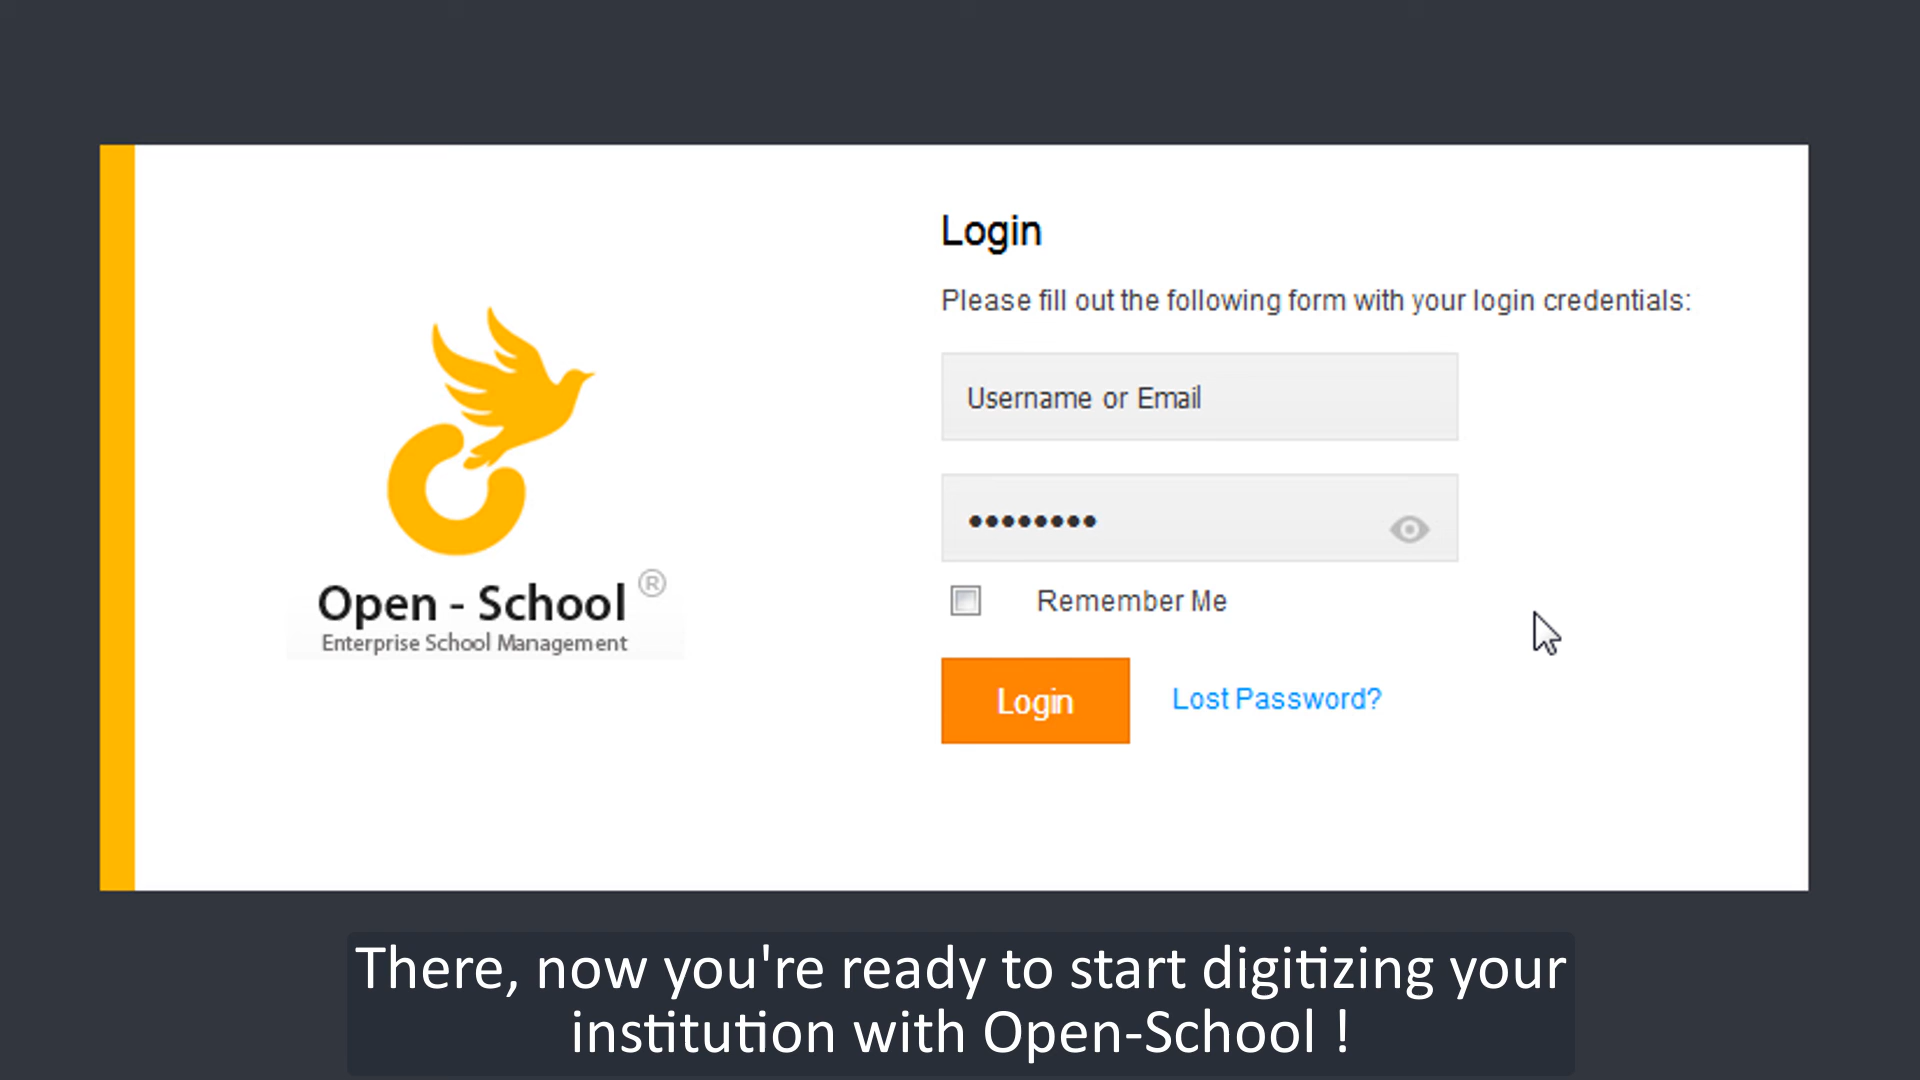 Login
Please fill out the following form with your login credentials:
Username or Email
••••••••
Remember Me
Login
Lost Password?
Open - School ®
Enterprise School Management
There, now you're ready to start digitizing your
institution with Open-School !